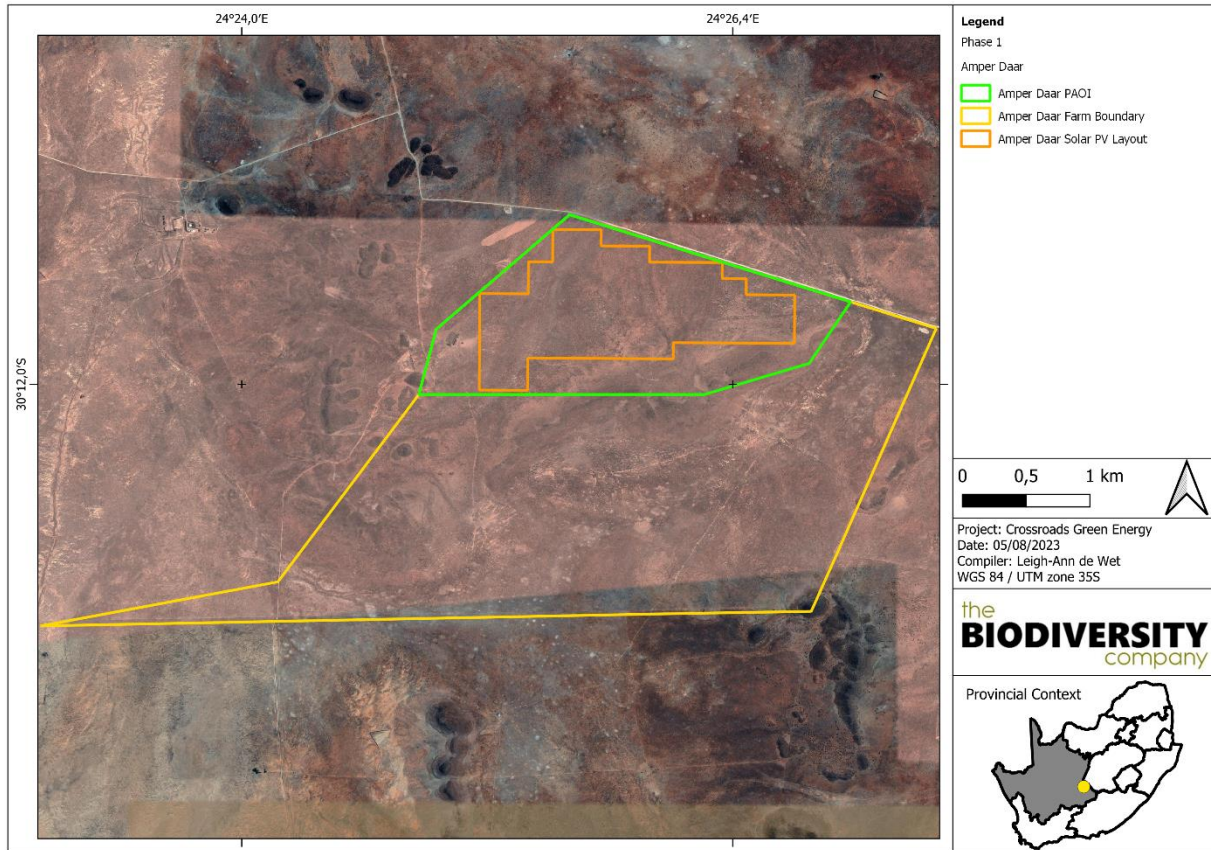 24°24,0'E
24°26,4'E
30°12,0'S
Legend
Phase 1
Amper Daar
Amper Daar PAOI
Amper Daar Farm Boundary
Amper Daar Solar PV Layout
0 0,5 1 km
Project: Crossroads Green Energy
Date: 05/08/2023
Compiler: Leigh-Ann de Wet
WGS 84 / UTM zone 35S
the
BIODIVERSITY
company
Provincial Context